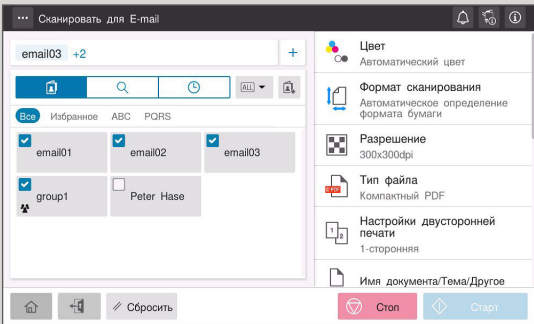 Сканировать для E-mail
email03 +2 +
ALL
Все Избранное ABC PQRS
email01 email02 email03
group1 Peter Hase
Цвет
Автоматический цвет
Формат сканирования
Автоматическое определение
формата бумаги
Разрешение
300x300dpi
Тип файла
Компактный PDF
Настройки двусторонней
печати
1-сторонняя
Имя документа/Тема/Другое
Сбросить
Стоп
Старт